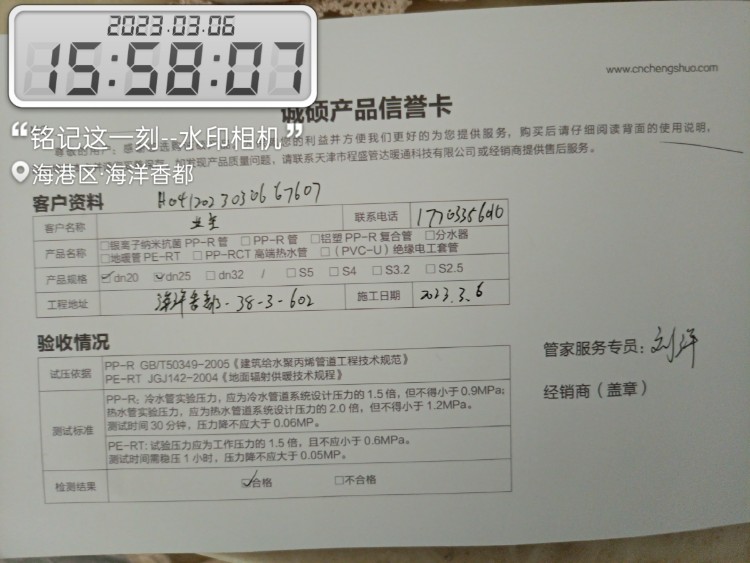 2023.03.06
15:58:07
“铭记这一刻--水印相机”
海港区·海洋香都
www.cnchengshuo.com
诚硕产品信誉卡
的利益并方便我们更好的为您提供服务，购买后请仔细阅读背面的使用说明，
如发现产品质量问题，请联系天津市程盛管达暖通科技有限公司或经销商提供售后服务。
客户资料
客户名称 业主 联系电话
产品名称 □银离子纳米抗菌 PP-R 管 □PP-R 管 □铝塑 PP-R 复合管 □分水器
□地暖管 PE-RT □PP-RCT 高端热水管 □(PVC-U) 绝缘电工套管
产品规格 ☑dn20 ☑dn25 □dn32 / □S5 □S4 □S3.2 □S2.5
工程地址 海洋香都-38-3-602 施工日期 2023.3.6
验收情况
试压依据 PP-R GB/T50349-2005《建筑给水聚丙烯管道工程技术规范》
PE-RT JGJ142-2004《地面辐射供暖技术规程》
测试标准 PP-R：冷水管实验压力，应为冷水管道系统设计压力的 1.5 倍，但不得小于 0.9MPa；
热水管实验压力，应为热水管道系统设计压力的 2.0 倍，但不得小于 1.2MPa。
测试时间 30 分钟，压力降不应大于 0.06MP。
PE-RT：试验压力应为工作压力的 1.5 倍，且不应小于 0.6MPa。
测试时间需稳压 1 小时，压力降不应大于 0.05MP。
检测结果 ☑合格 □不合格
管家服务专员：刘洋
经销商（盖章）